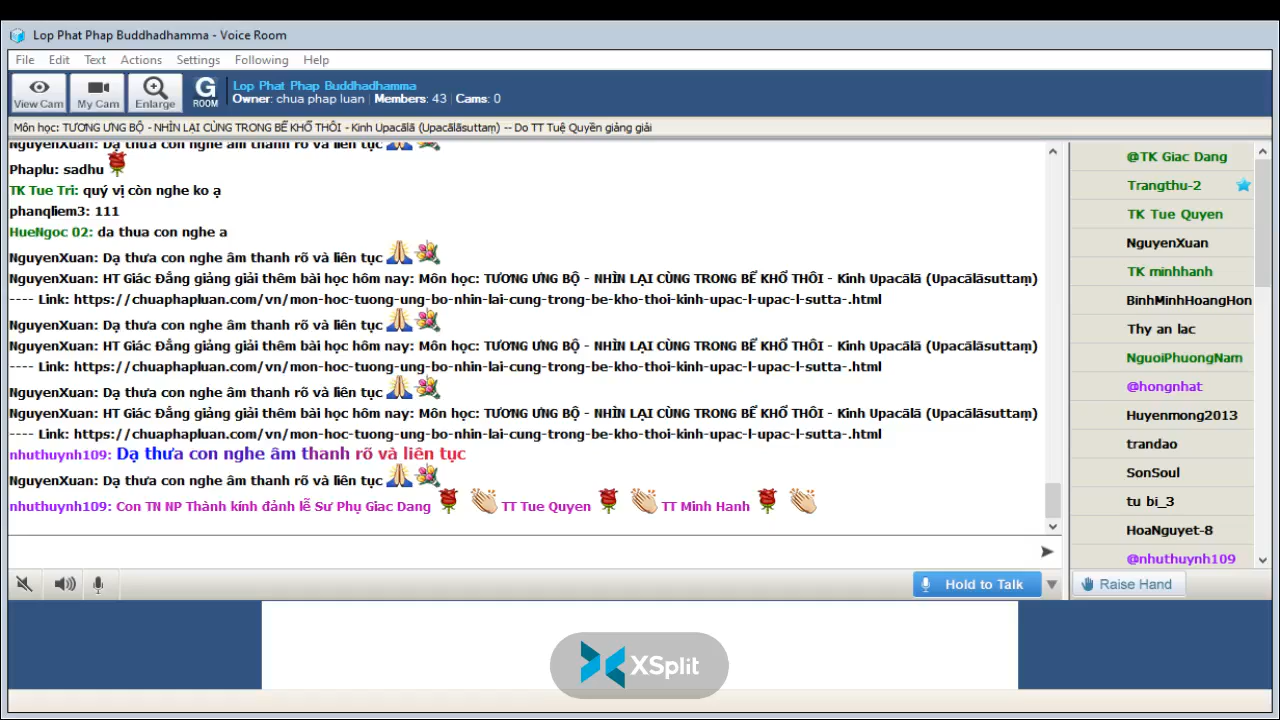 Lop Phat Phap Buddhadhamma - Voice Room
File Edit Text Actions Settings Following Help
View Cam My Cam Enlarge G ROOM
Lop Phat Phap Buddhadhamma
Owner: chua phap luan | Members: 43 | Cams: 0
Môn học: TƯƠNG ƯNG BỘ - NHÌN LẠI CÙNG TRONG BỂ KHỔ THÔI - Kinh Upacālā (Upacālāsuttaṃ) -- Do TT Tuệ Quyền giảng giải
NguyenXuan: Dạ thưa con nghe âm thanh rõ và liên tục
Phaplu: sadhu
TK Tue Tri: quý vị còn nghe ko ạ
phanqliem3: 111
HueNgoc 02: da thua con nghe a
NguyenXuan: Dạ thưa con nghe âm thanh rõ và liên tục
NguyenXuan: HT Giác Đẳng giảng giải thêm bài học hôm nay: Môn học: TƯƠNG ƯNG BỘ - NHÌN LẠI CÙNG TRONG BỂ KHỔ THÔI - Kinh Upacālā (Upacālāsuttaṃ)
---- Link: https://chuaphapluan.com/vn/mon-hoc-tuong-ung-bo-nhin-lai-cung-trong-be-kho-thoi-kinh-upac-l-upac-l-sutta-.html
NguyenXuan: Dạ thưa con nghe âm thanh rõ và liên tục
NguyenXuan: HT Giác Đẳng giảng giải thêm bài học hôm nay: Môn học: TƯƠNG ƯNG BỘ - NHÌN LẠI CÙNG TRONG BỂ KHỔ THÔI - Kinh Upacālā (Upacālāsuttaṃ)
---- Link: https://chuaphapluan.com/vn/mon-hoc-tuong-ung-bo-nhin-lai-cung-trong-be-kho-thoi-kinh-upac-l-upac-l-sutta-.html
NguyenXuan: Dạ thưa con nghe âm thanh rõ và liên tục
NguyenXuan: HT Giác Đẳng giảng giải thêm bài học hôm nay: Môn học: TƯƠNG ƯNG BỘ - NHÌN LẠI CÙNG TRONG BỂ KHỔ THÔI - Kinh Upacālā (Upacālāsuttaṃ)
---- Link: https://chuaphapluan.com/vn/mon-hoc-tuong-ung-bo-nhin-lai-cung-trong-be-kho-thoi-kinh-upac-l-upac-l-sutta-.html
nhuthuynh109: Dạ thưa con nghe âm thanh rõ và liên tục
NguyenXuan: Dạ thưa con nghe âm thanh rõ và liên tục
nhuthuynh109: Con TN NP Thành kính đảnh lễ Sư Phụ Giac Dang TT Tue Quyen TT Minh Hanh
@TK Giac Dang
Trangthu-2
TK Tue Quyen
NguyenXuan
TK minhhanh
BinhMinhHoangHon
Thy an lac
NguoiPhuongNam
@hongnhat
Huyenmong2013
trandao
SonSoul
tu bi_3
HoaNguyet-8
@nhuthuynh109
Hold to Talk
Raise Hand
XSplit